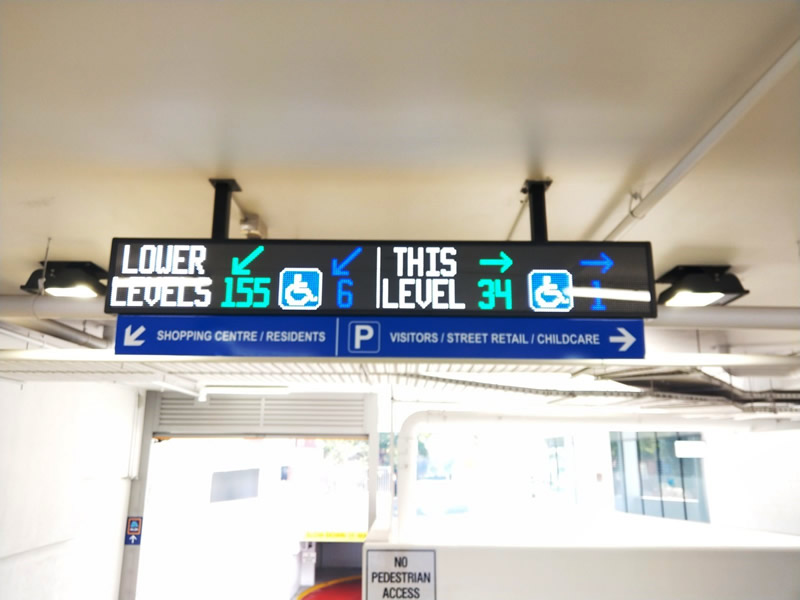 LOWER
LEVELS 155 6
THIS
LEVEL 34 1
SHOPPING CENTRE / RESIDENTS P VISITORS / STREET RETAIL / CHILDCARE
NO
PEDESTRIAN
ACCESS